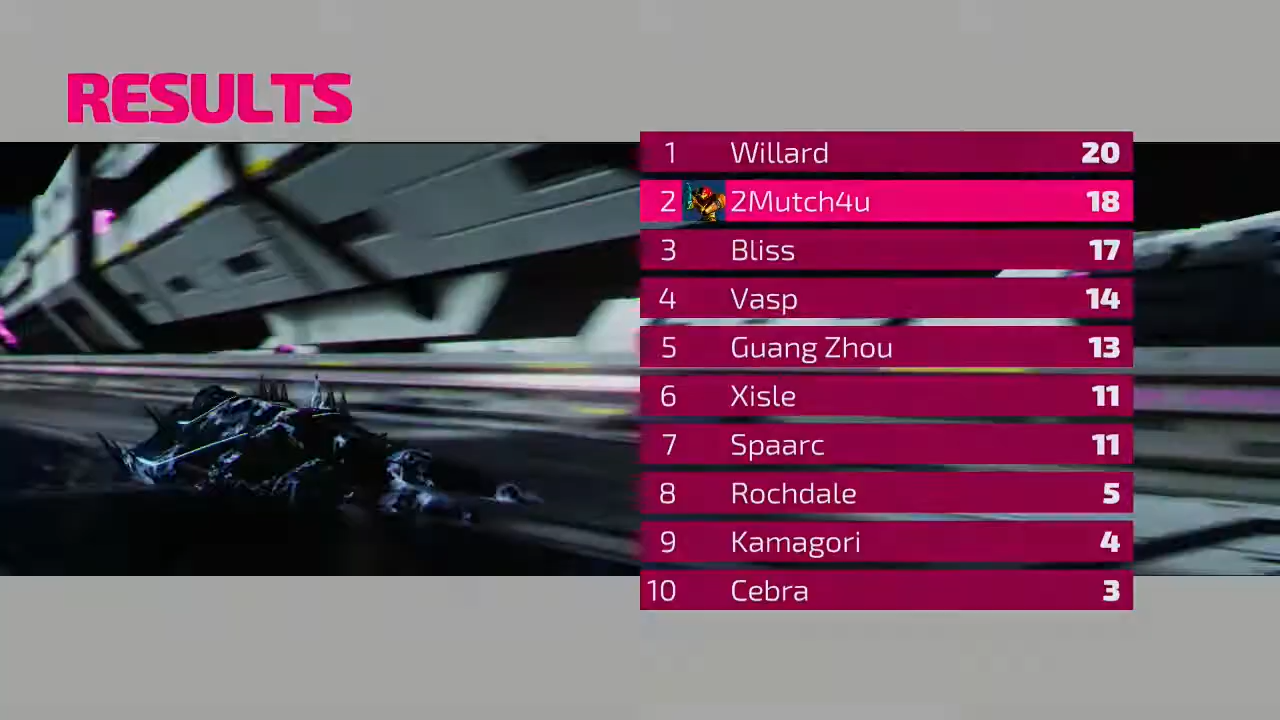 RESULTS
1 Willard 20
2 2Mutch4u 18
3 Bliss 17
4 Vasp 14
5 Guang Zhou 13
6 Xisle 11
7 Spaarc 11
8 Rochdale 5
9 Kamagori 4
10 Cebra 3